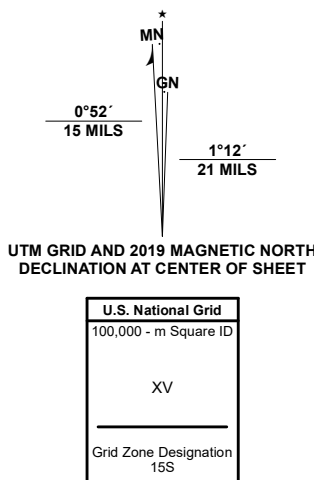 ★
MN
GN
0°52´
15 MILS
1°12´
21 MILS
UTM GRID AND 2019 MAGNETIC NORTH
DECLINATION AT CENTER OF SHEET
U.S. National Grid
100,000 - m Square ID
XV
Grid Zone Designation
15S